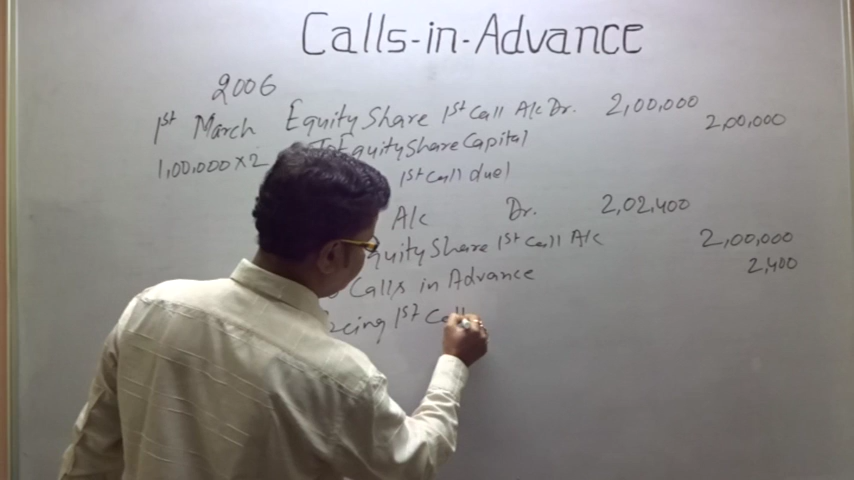 Calls-in-Advance
2006
1st March Equity Share 1st Call A/c Dr. 2,00,000
To Equity Share Capital 2,00,000
1,00,000 x 2
1st Call due)
A/c Dr. 2,02,400
quity Share 1st Call A/c 2,00,000
Calls in Advance 2,400
1st Call